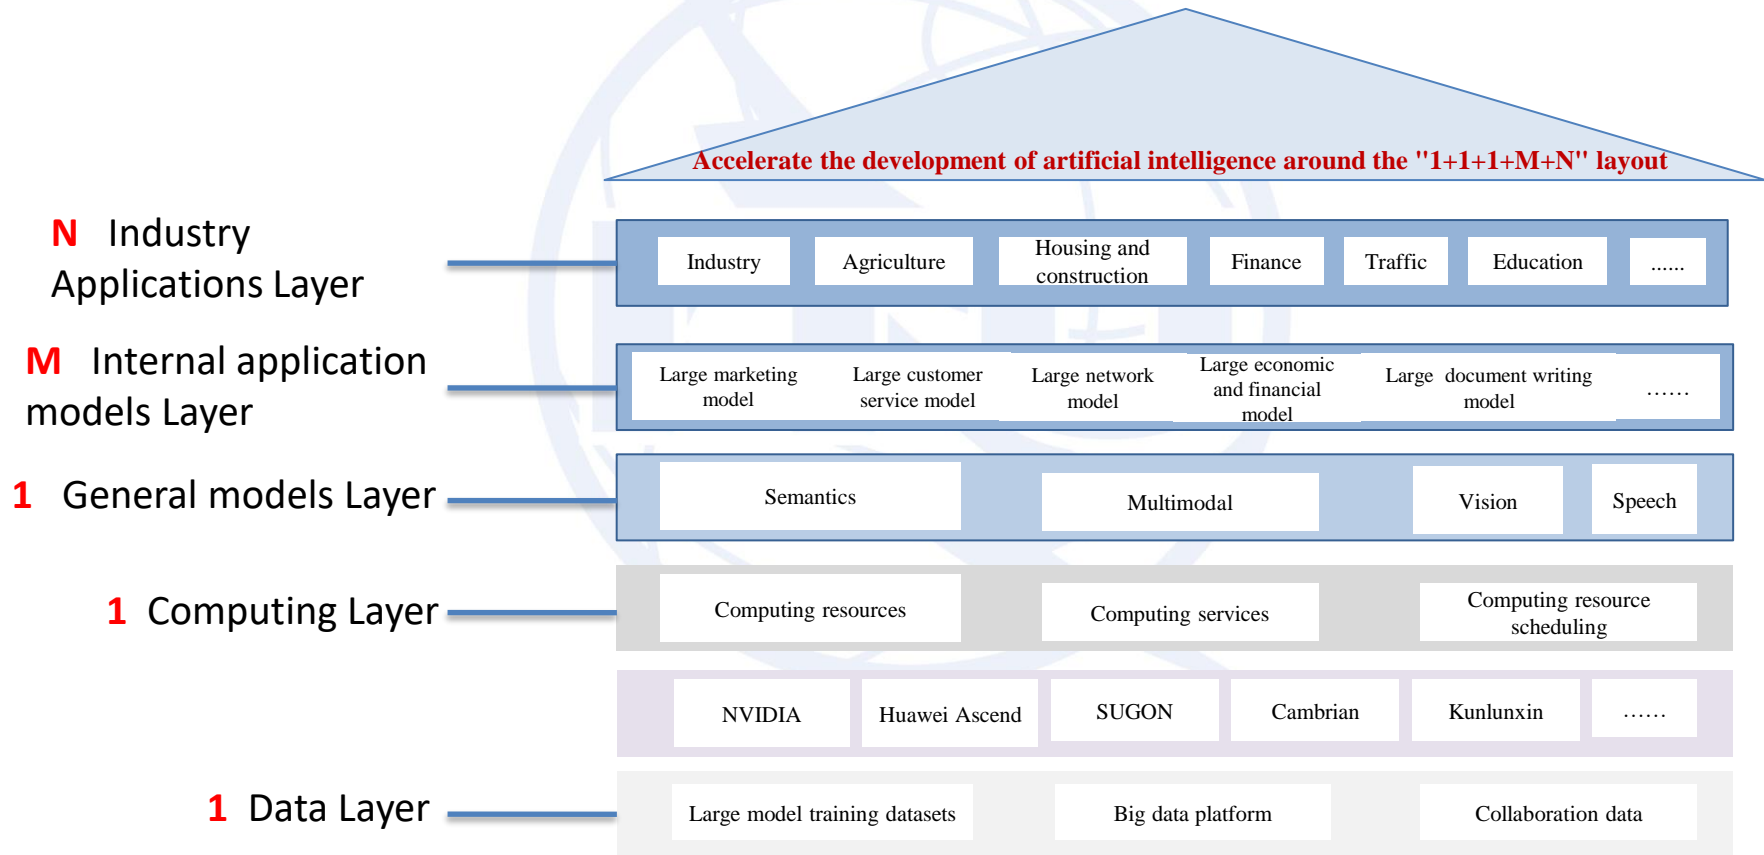 Accelerate the development of artificial intelligence around the "1+1+1+M+N" layout
N Industry
Applications Layer
Industry
Agriculture
Housing and
construction
Finance
Traffic
Education
......
M Internal application
models Layer
Large marketing
model
Large customer
service model
Large network
model
Large economic
and financial
model
Large document writing
model
......
1 General models Layer
Semantics
Multimodal
Vision
Speech
1 Computing Layer
Computing resources
Computing services
Computing resource
scheduling
NVIDIA
Huawei Ascend
SUGON
Cambrian
Kunlunxin
......
1 Data Layer
Large model training datasets
Big data platform
Collaboration data